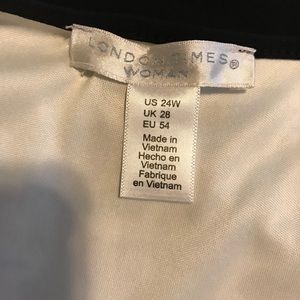 LONDON TIMES®
WOMAN
US 24W
UK 28
EU 54
Made in
Vietnam
Hecho en
Vietnam
Fabrique
en Vietnam